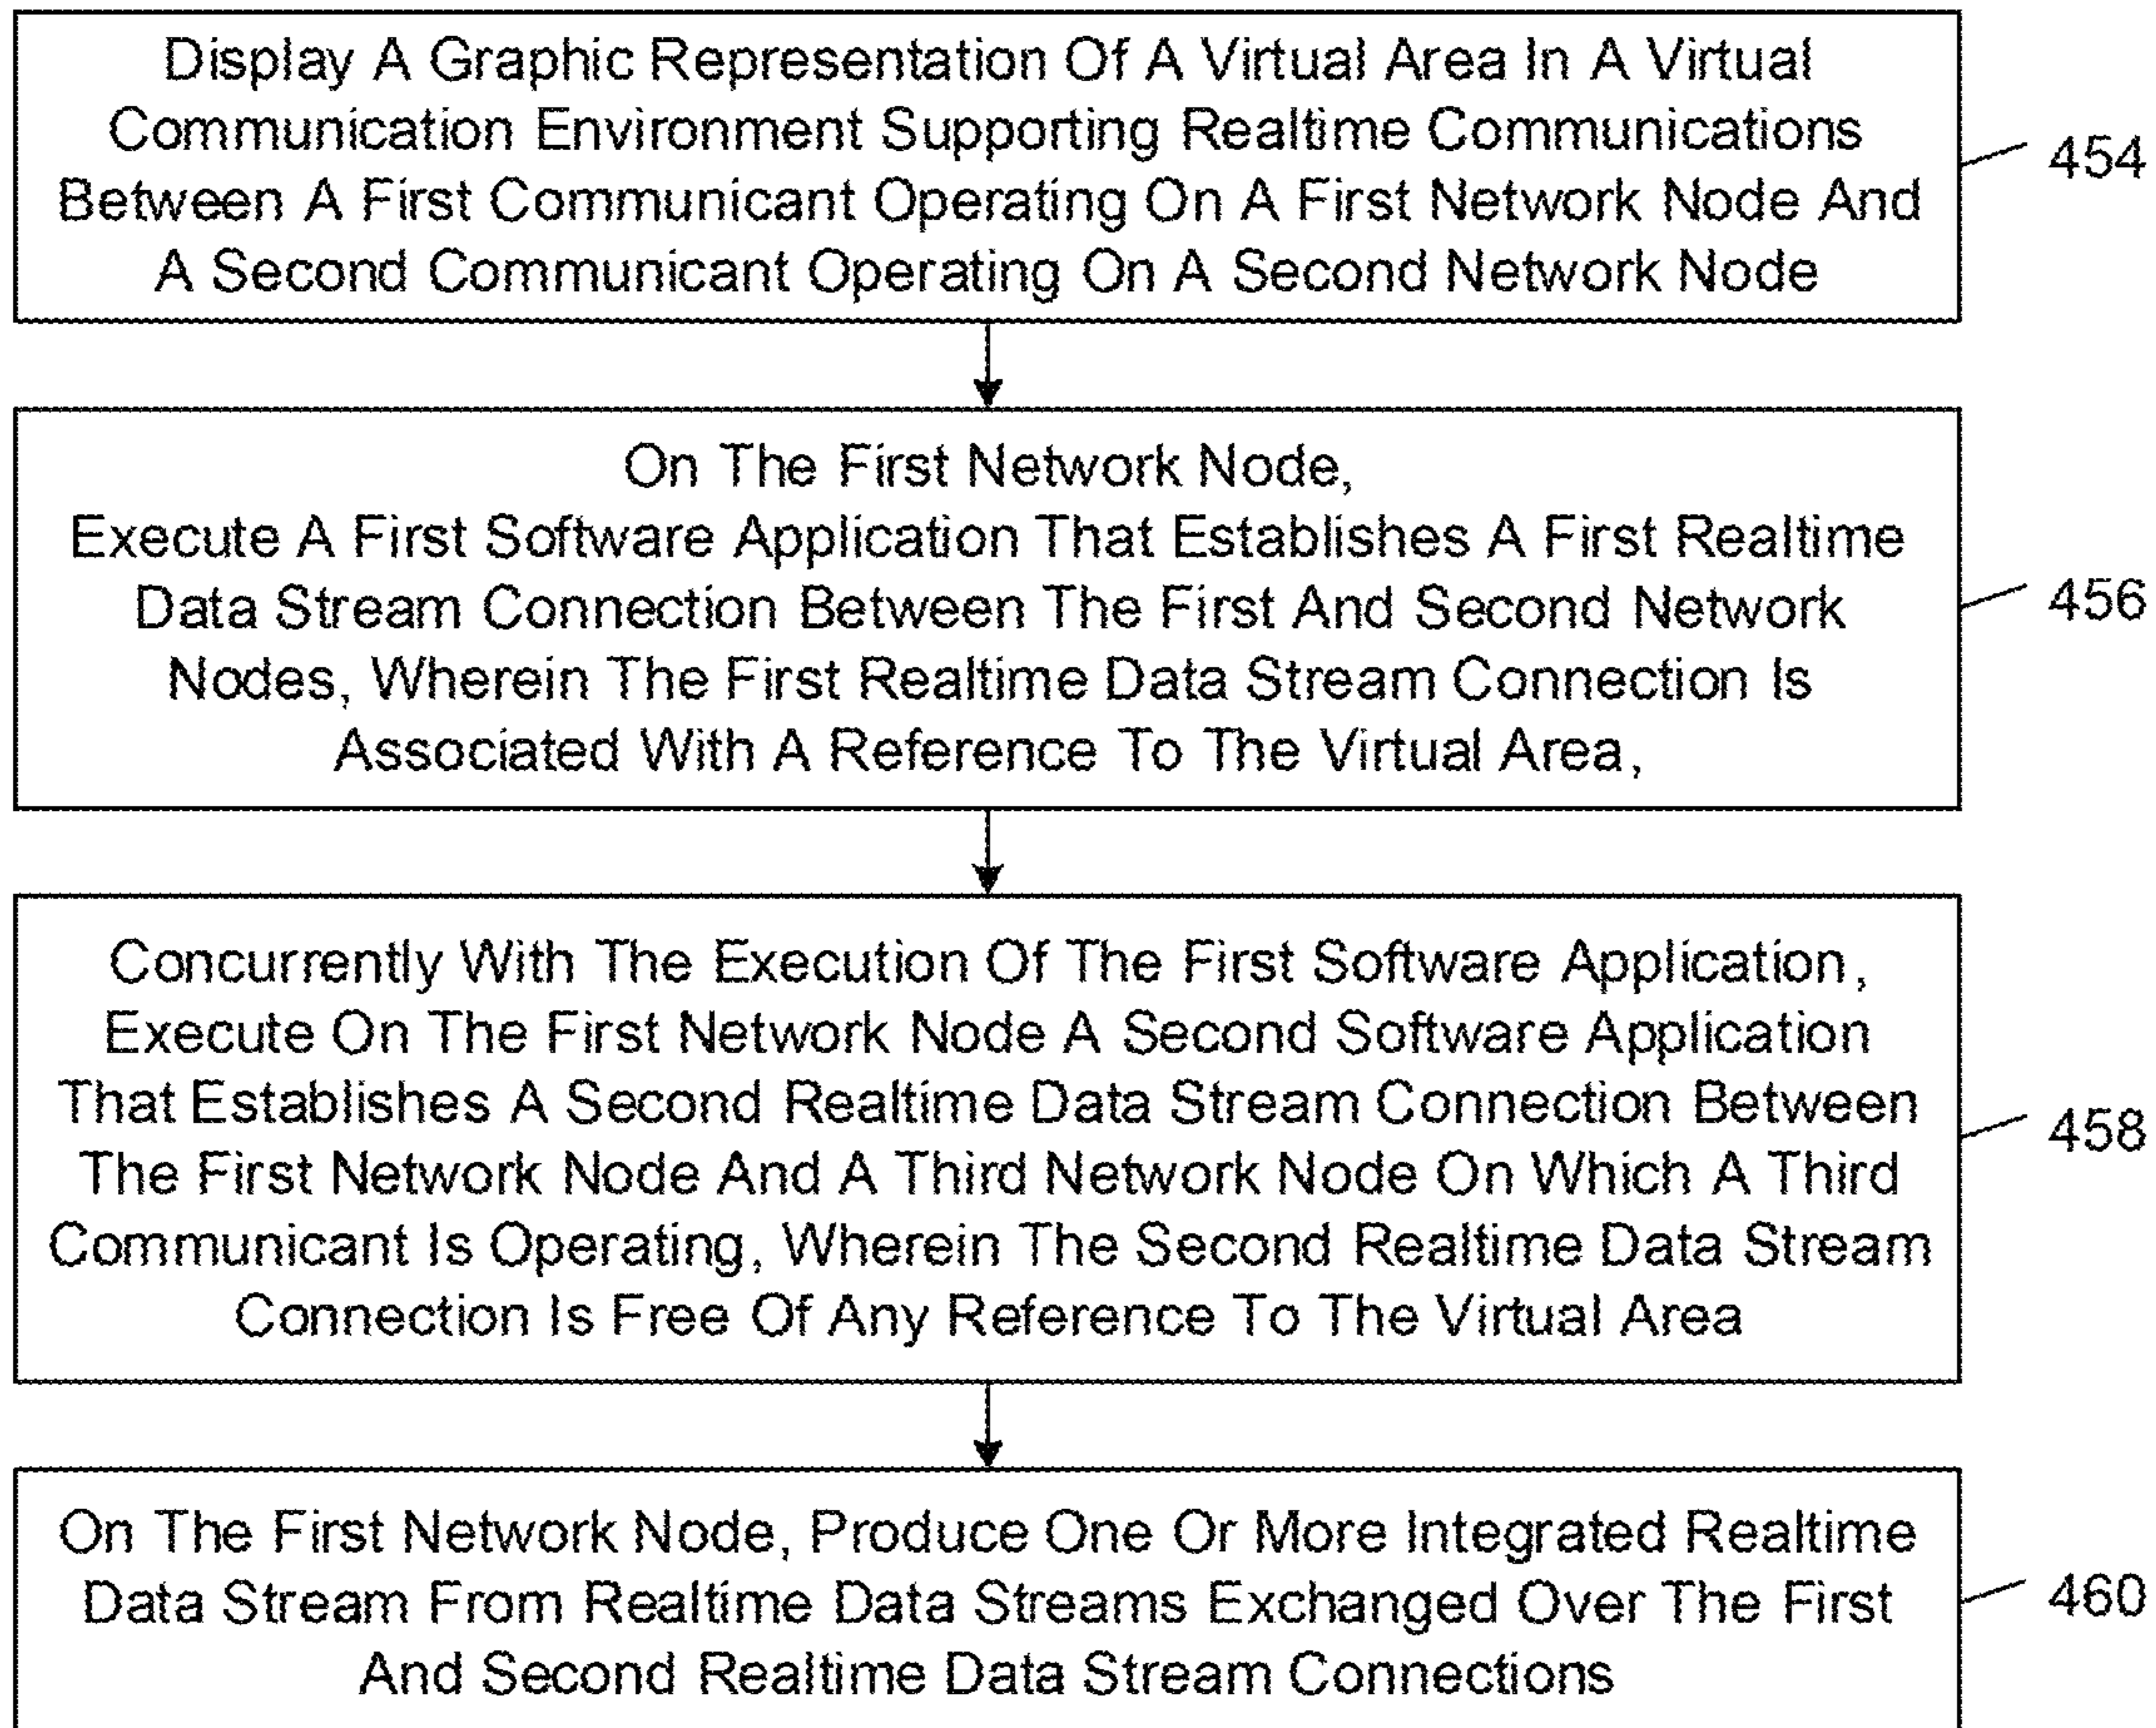 Display A Graphic Representation Of A Virtual Area In A Virtual
Communication Environment Supporting Realtime Communications
Between A First Communicant Operating On A First Network Node And
A Second Communicant Operating On A Second Network Node
454
On The First Network Node,
Execute A First Software Application That Establishes A First Realtime
Data Stream Connection Between The First And Second Network
Nodes, Wherein The First Realtime Data Stream Connection Is
Associated With A Reference To The Virtual Area,
456
Concurrently With The Execution Of The First Software Application,
Execute On The First Network Node A Second Software Application
That Establishes A Second Realtime Data Stream Connection Between
The First Network Node And A Third Network Node On Which A Third
Communicant Is Operating, Wherein The Second Realtime Data Stream
Connection Is Free Of Any Reference To The Virtual Area
458
On The First Network Node, Produce One Or More Integrated Realtime
Data Stream From Realtime Data Streams Exchanged Over The First
And Second Realtime Data Stream Connections
460